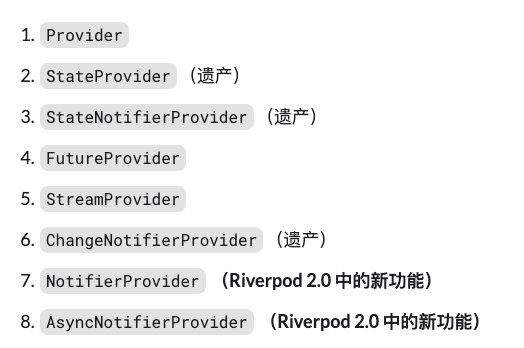 1. Provider
2. StateProvider（遗产）
3. StateNotifierProvider（遗产）
4. FutureProvider
5. StreamProvider
6. ChangeNotifierProvider（遗产）
7. NotifierProvider（Riverpod 2.0 中的新功能）
8. AsyncNotifierProvider（Riverpod 2.0 中的新功能）